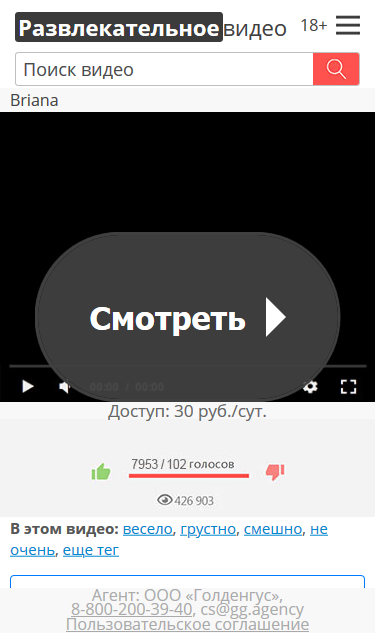 Развлекательноевидео 18+
Поиск видео
Briana
Смотреть
00:00 / 00:00
Доступ: 30 руб./сут.
7953 / 102 голосов
426 903
В этом видео: весело, грустно, смешно, не
очень, еще тег
Агент: ООО «Голденгус»,
8-800-200-39-40, cs@gg.agency
Пользовательское соглашение